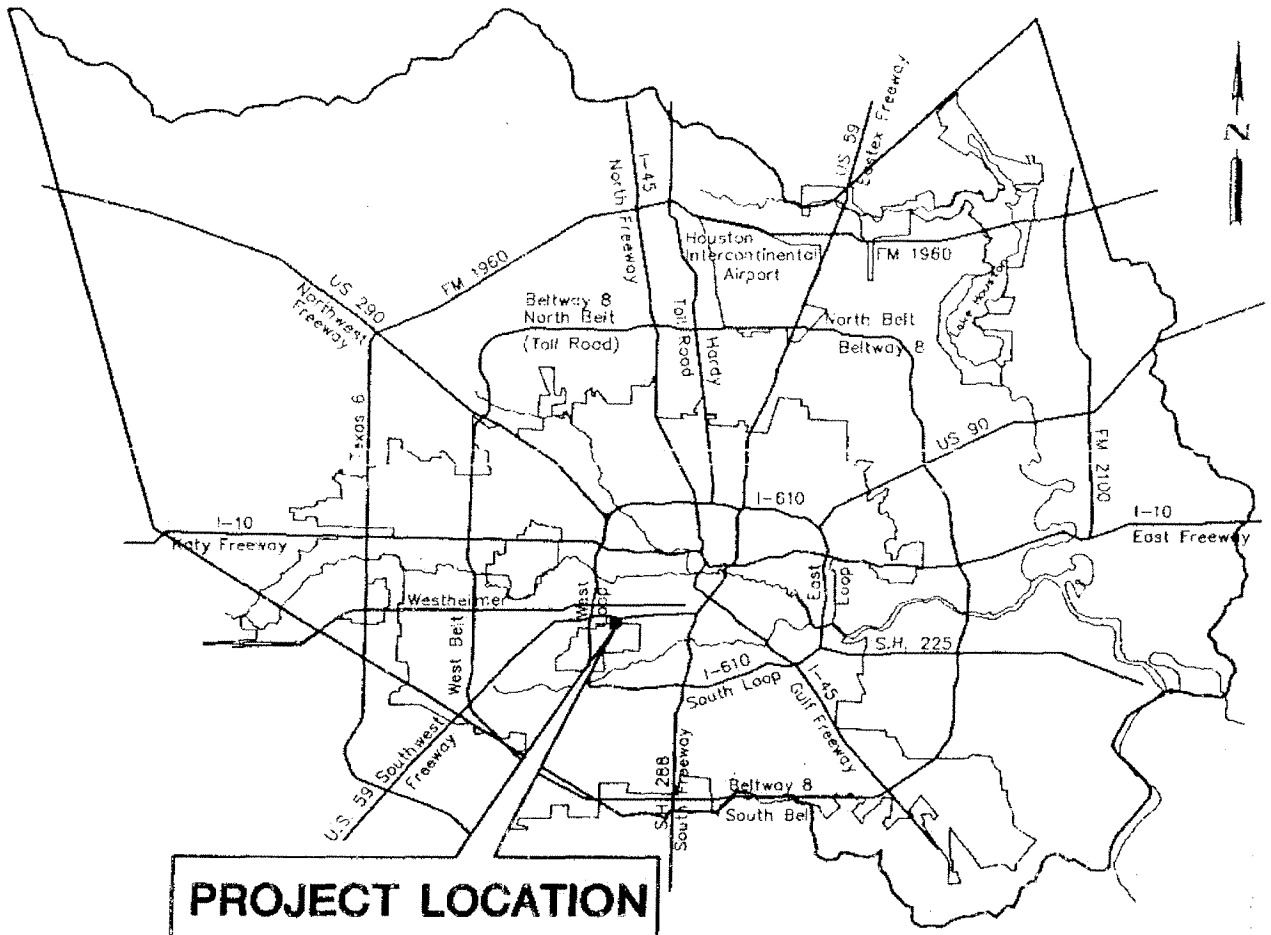 N
US 59
Eastex Freeway
I-45
North Freeway
Houston
Intercontinental
Airport
FM 1960
FM 1960
Lake Houston
US 290
Northwest
Freeway
Beltway 8
North Belt
(Toll Road)
Toll Road
Hardy
North Belt
Beltway 8
Texas 6
US 90
FM 2100
I-610
I-10
Katy Freeway
I-10
East Freeway
West
Loop
East
Loop
Westheimer
West Belt
S.H. 225
I-610
South Loop
I-45
Gulf Freeway
U.S. 59 Southwest
Freeway
S.H. 288
South Freeway
Beltway 8
South Belt
PROJECT LOCATION